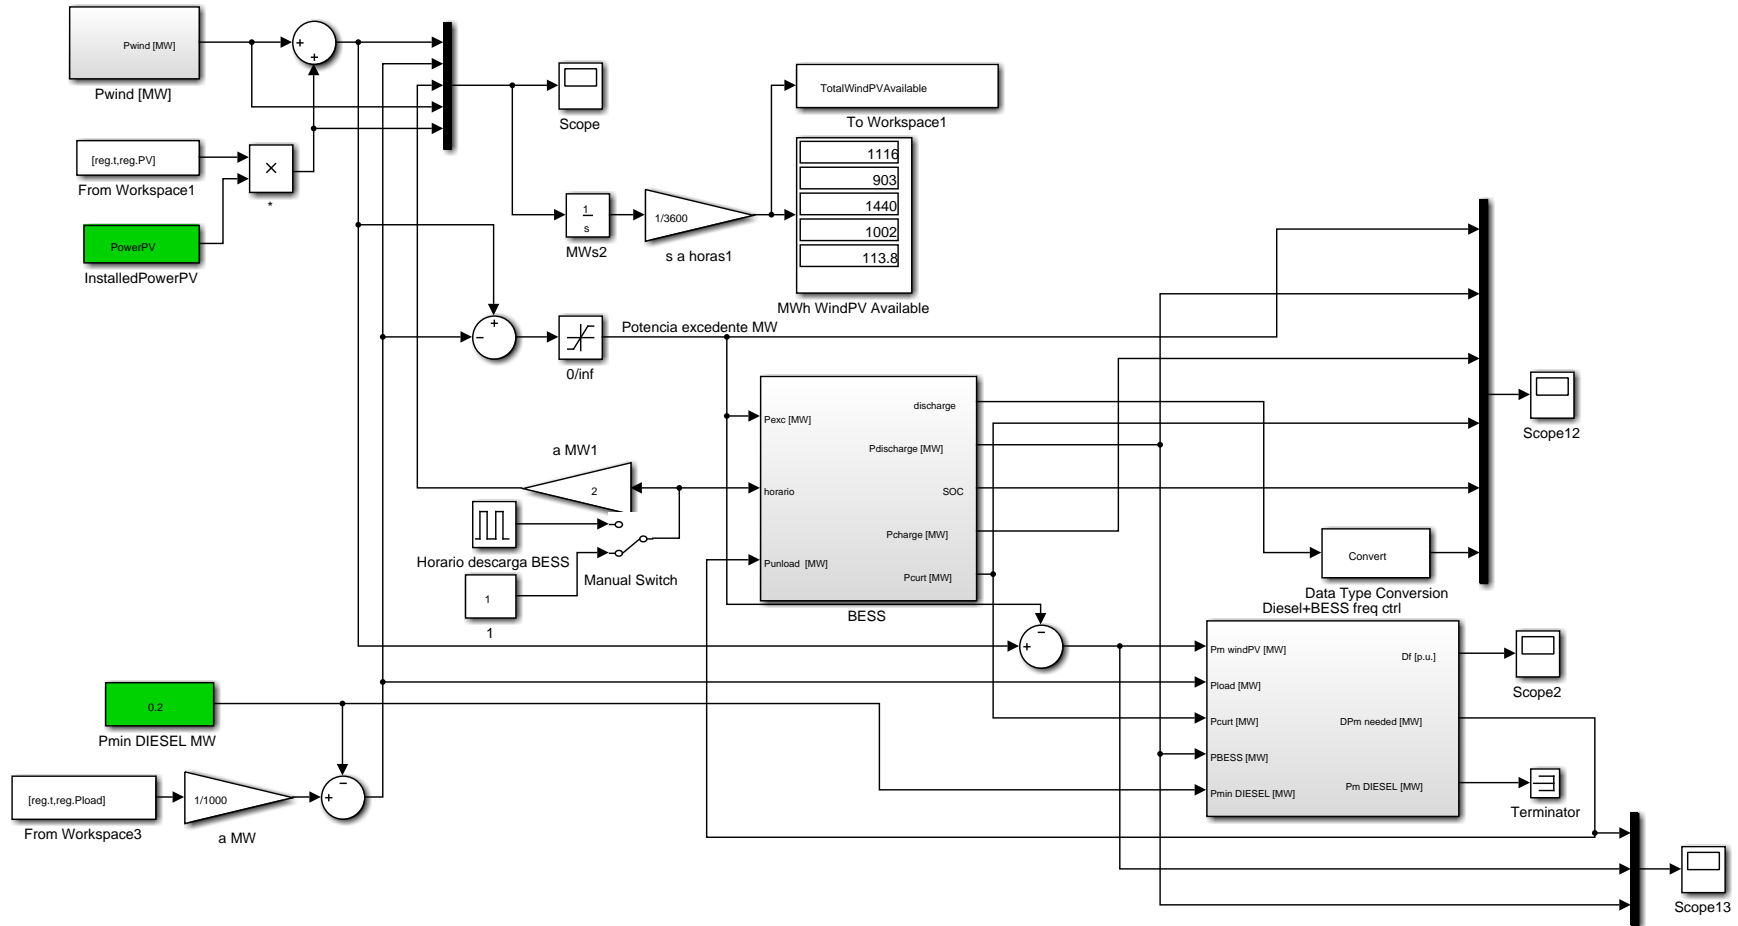 Pwind [MW]
+
+
Pwind [MW]
Scope
TotalWindPVAvailable
To Workspace1
[reg.t,reg.PV]
From Workspace1
×
*
PowerPV
InstalledPowerPV
1
s
MWs2
1/3600
s a horas1
1116
903
1440
1002
113.8
MWh WindPV Available
+
−
0/inf
Potencia excedente MW
Scope12
a MW1
2
Horario descarga BESS
Manual Switch
1
1
Pexc [MW]
horario
Punload [MW]
discharge
Pdischarge [MW]
SOC
Pcharge [MW]
Pcurt [MW]
BESS
Convert
Data Type Conversion
−
+
Diesel+BESS freq ctrl
Pm windPV [MW]
Pload [MW]
Pcurt [MW]
PBESS [MW]
Pmin DIESEL [MW]
Df [p.u.]
DPm needed [MW]
Pm DIESEL [MW]
Scope2
Terminator
Scope13
0.2
Pmin DIESEL MW
[reg.t,reg.Pload]
From Workspace3
1/1000
a MW
−
+